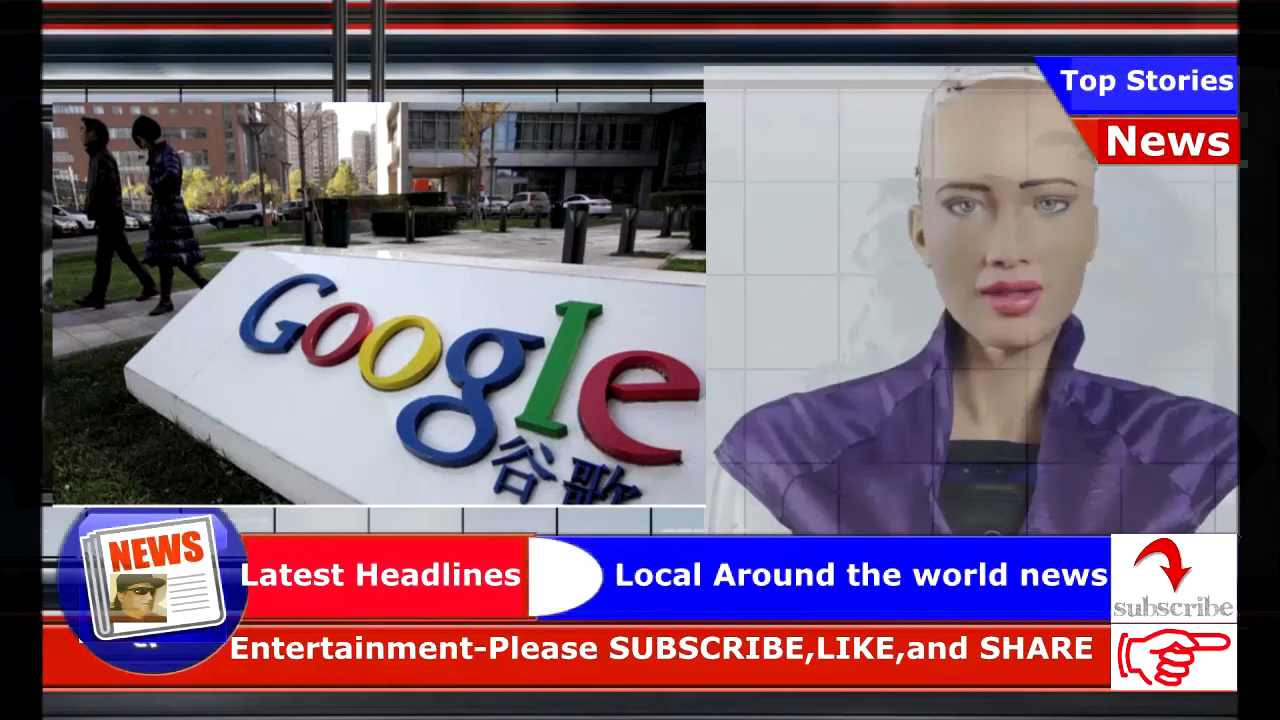 Top Stories
News
Google
谷歌
NEWS
Latest Headlines
Local Around the world news
subscribe
Entertainment-Please SUBSCRIBE,LIKE,and SHARE